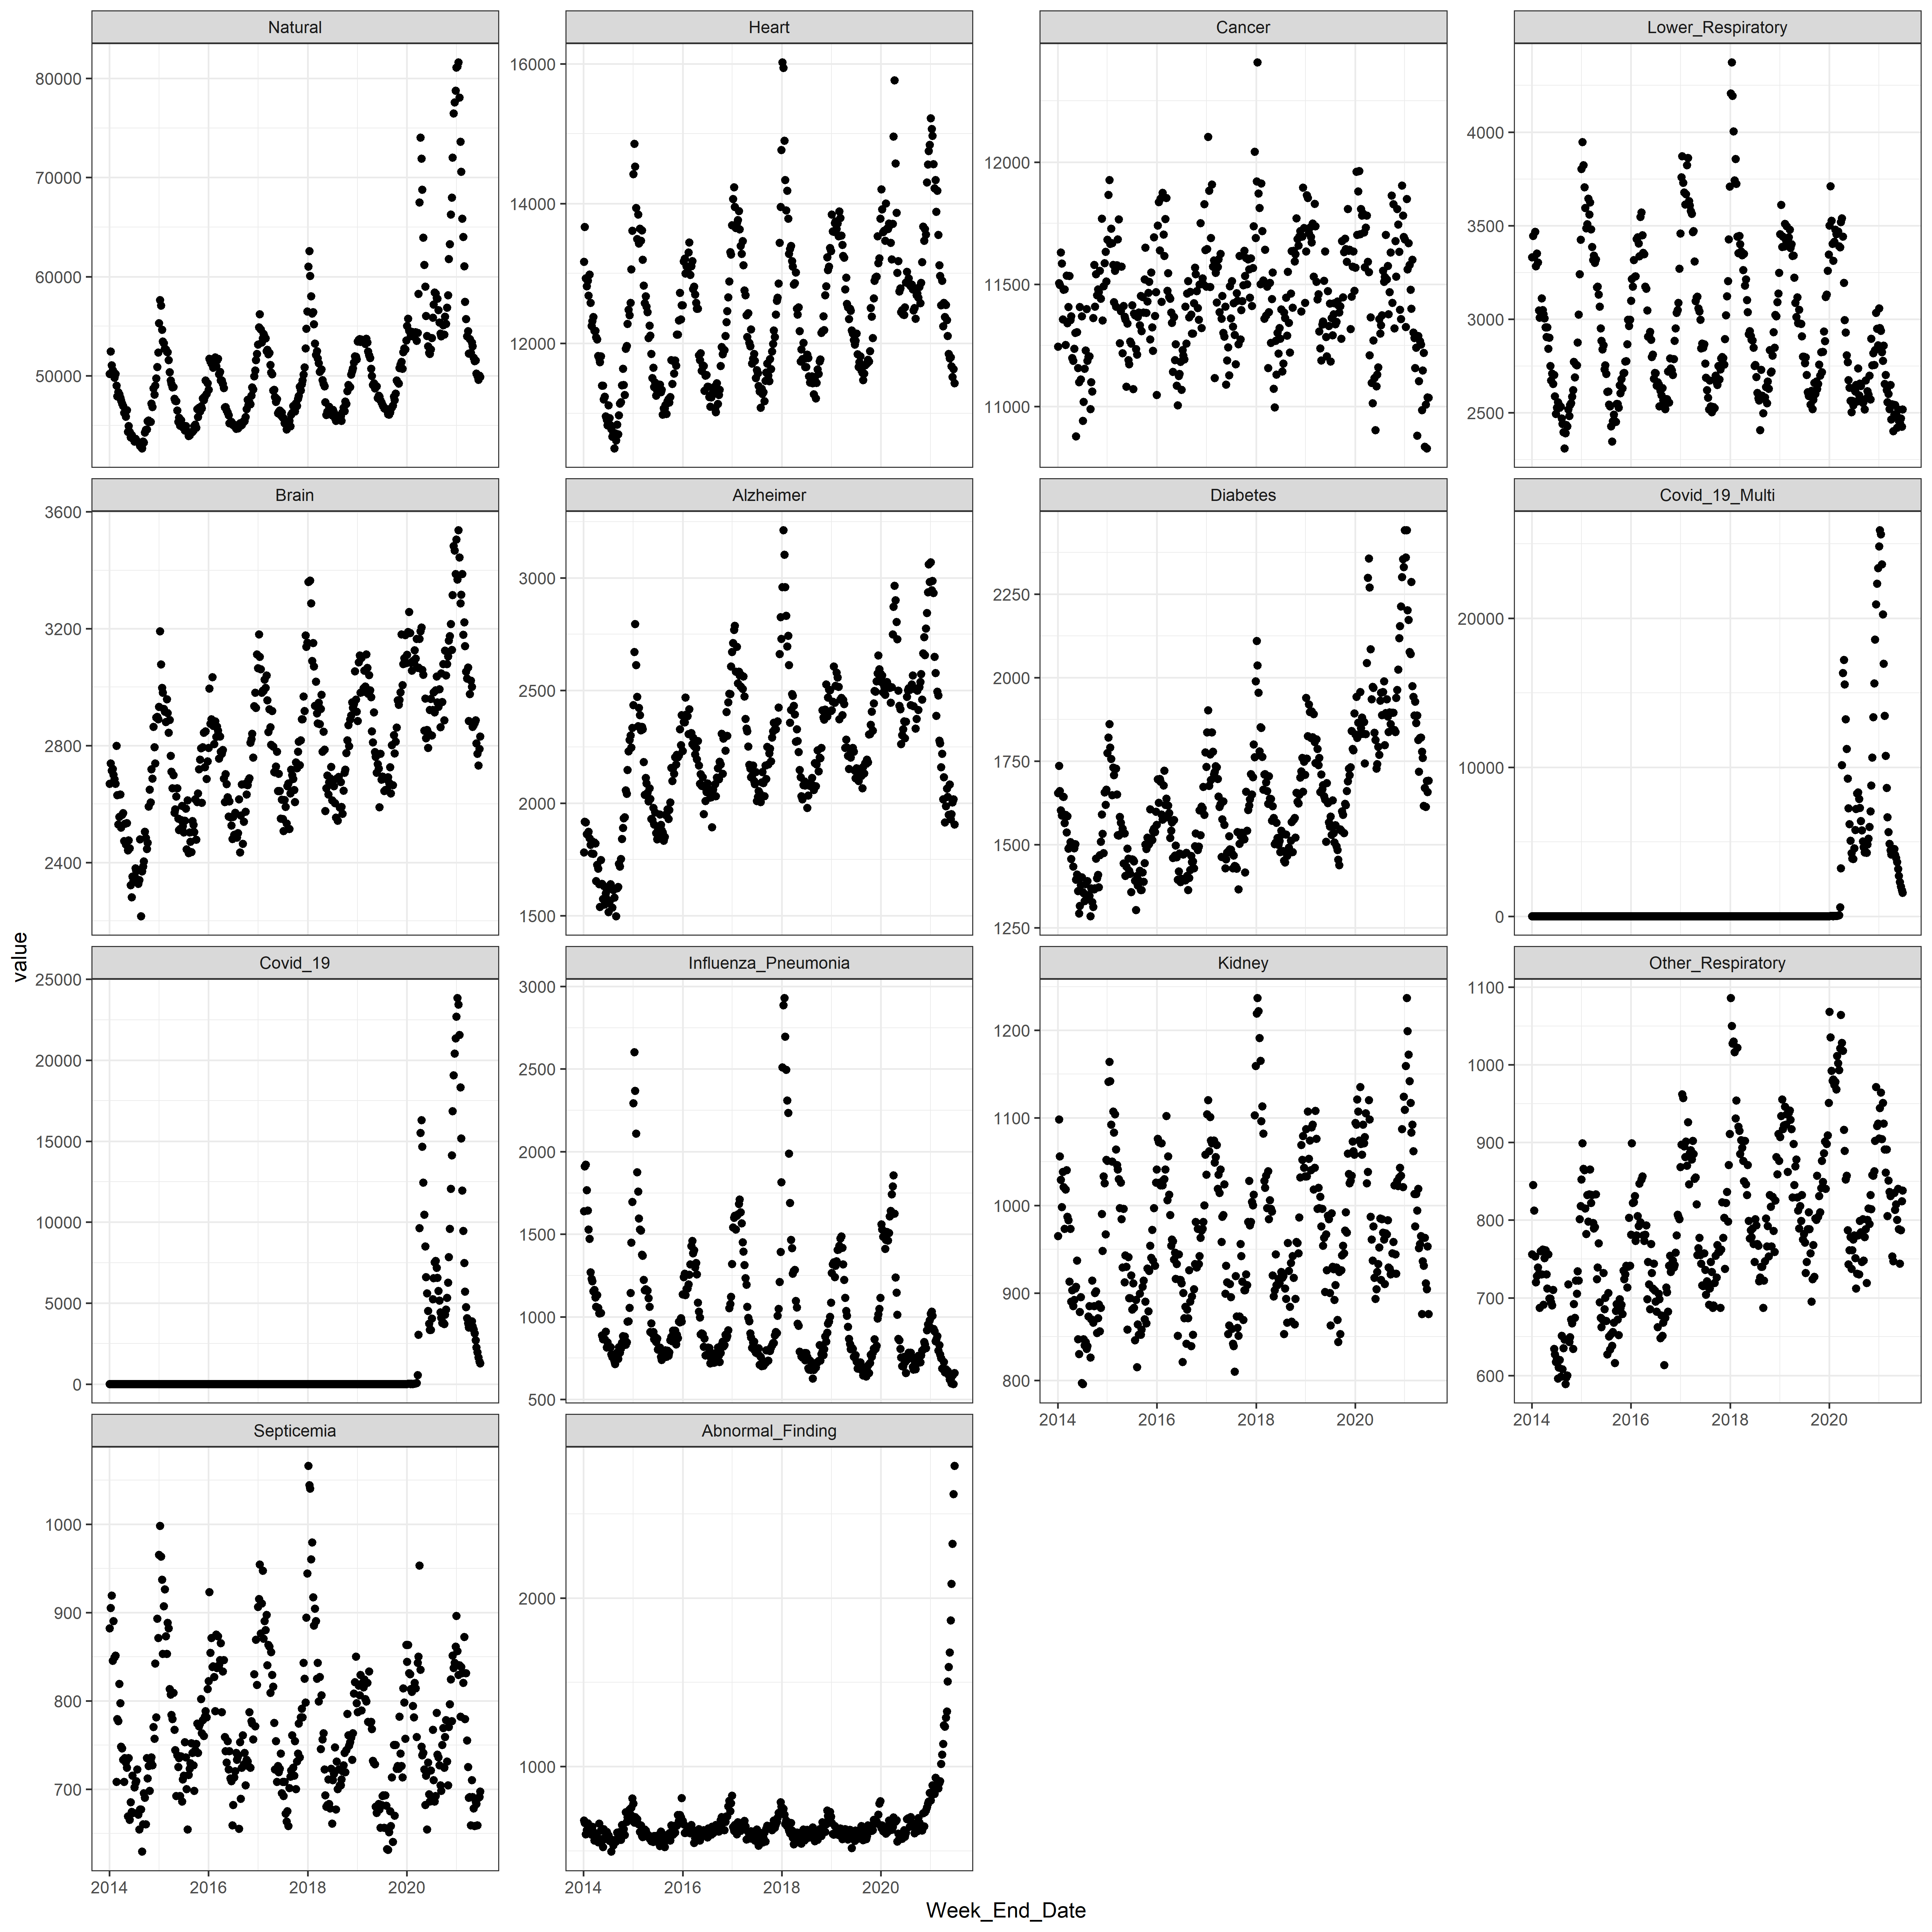 Natural
Heart
Cancer
Lower_Respiratory
80000
70000
60000
50000
16000
14000
12000
12000
11500
11000
4000
3500
3000
2500
Brain
Alzheimer
Diabetes
Covid_19_Multi
3600
3200
2800
2400
3000
2500
2000
1500
2250
2000
1750
1500
1250
20000
10000
0
value
Covid_19
Influenza_Pneumonia
Kidney
Other_Respiratory
25000
20000
15000
10000
5000
0
3000
2500
2000
1500
1000
500
1200
1100
1000
900
800
1100
1000
900
800
700
600
2014 2016 2018 2020
2014 2016 2018 2020
Septicemia
Abnormal_Finding
1000
900
800
700
2000
1000
2014 2016 2018 2020
2014 2016 2018 2020
Week_End_Date